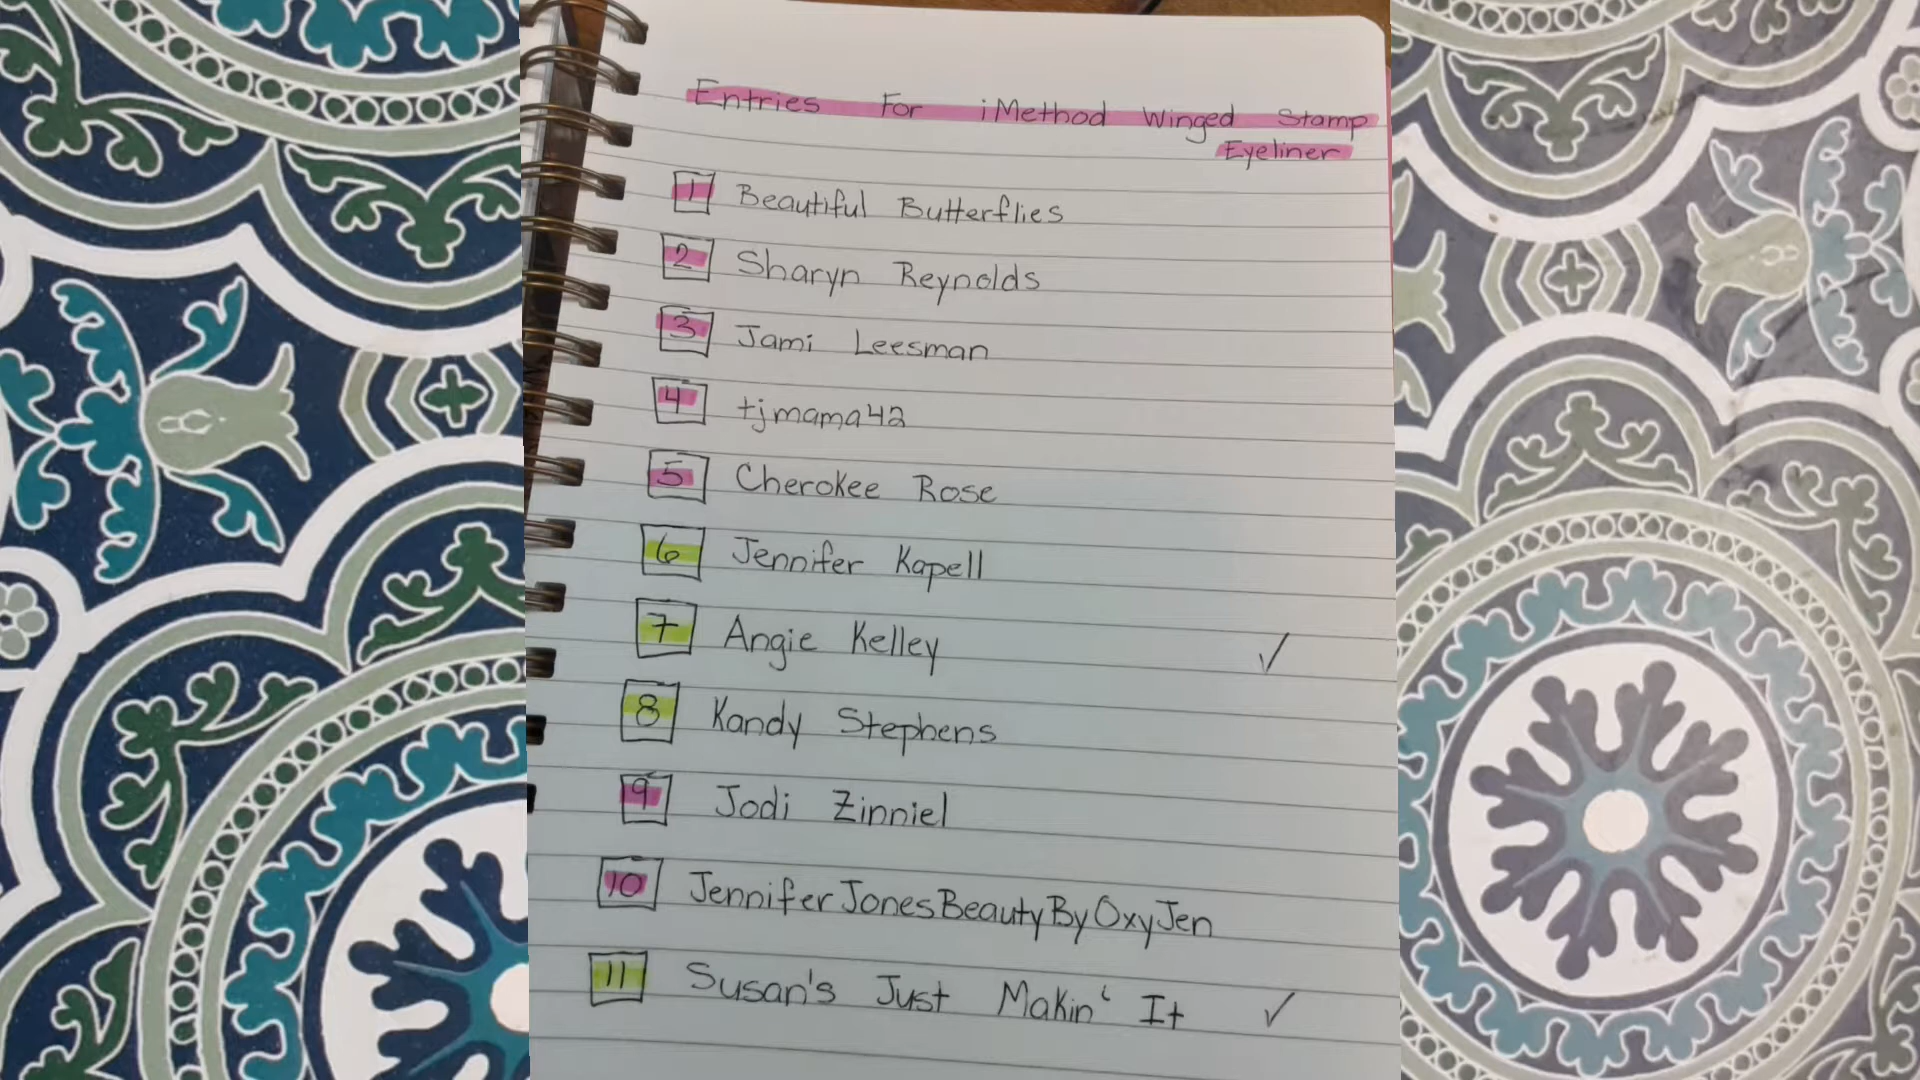 Entries For iMethod Winged Stamp
Eyeliner
1 Beautiful Butterflies
2 Sharyn Reynolds
3 Jami Leesman
4 tjmama42
5 Cherokee Rose
6 Jennifer Kapell
7 Angie Kelley ✓
8 Kandy Stephens
9 Jodi Zinniel
10 JenniferJonesBeautyByOxyJen
11 Susan's Just Makin' It ✓